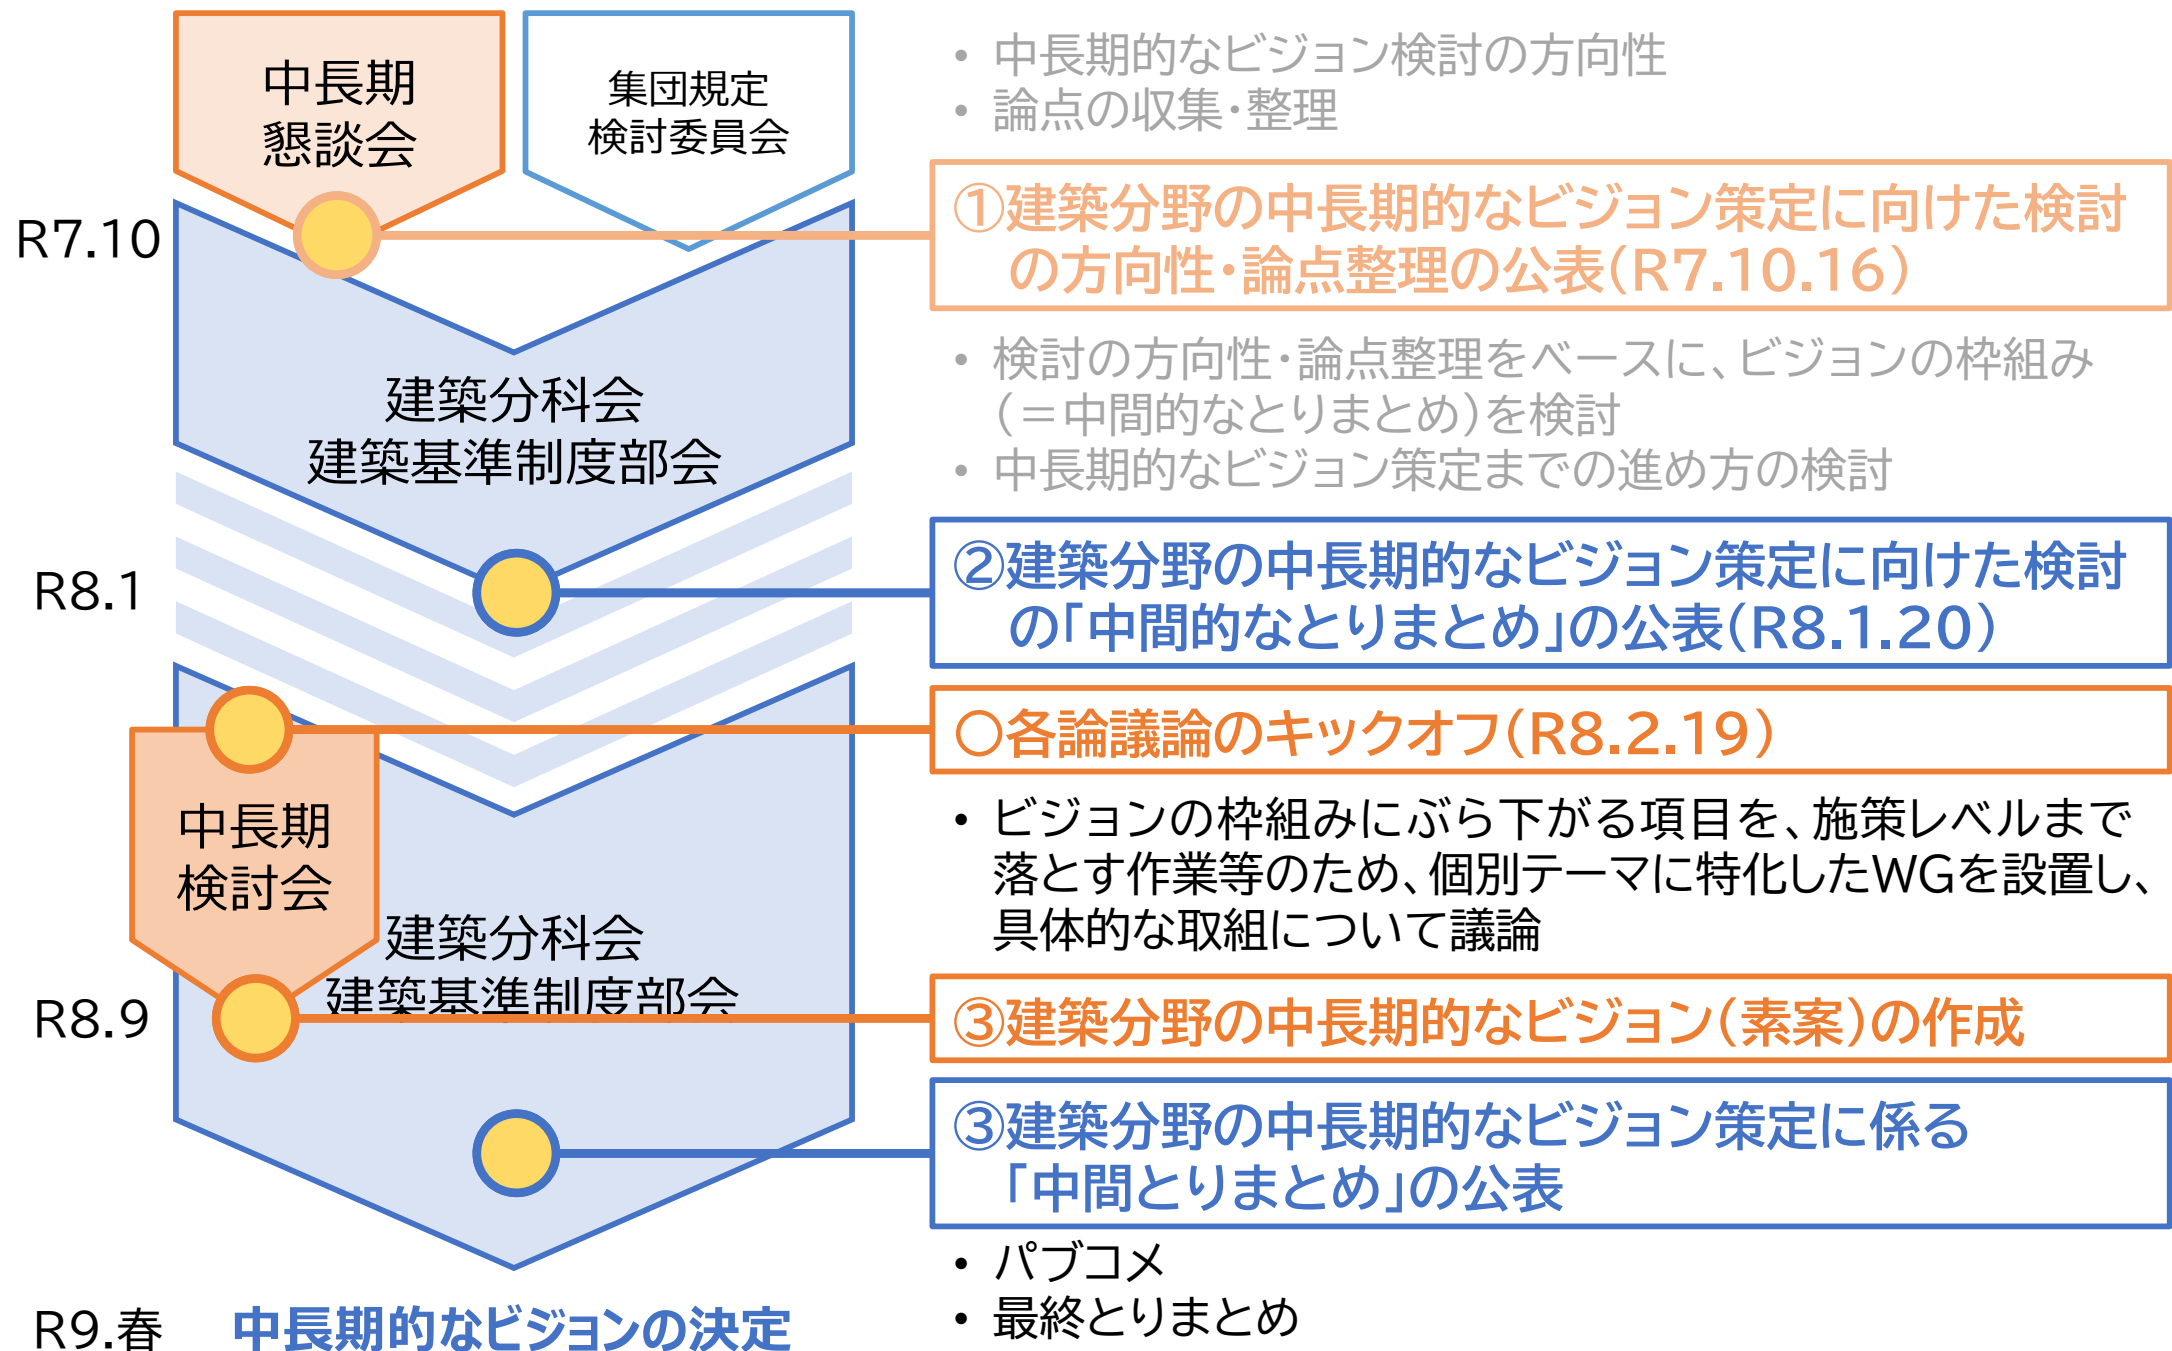 中長期
懇談会
集団規定
検討委員会
・中長期的なビジョン検討の方向性
・論点の収集・整理
R7.10
①建築分野の中長期的なビジョン策定に向けた検討
の方向性・論点整理の公表(R7.10.16)
・検討の方向性・論点整理をベースに、ビジョンの枠組み
(＝中間的なとりまとめ)を検討
・中長期的なビジョン策定までの進め方の検討
建築分科会
建築基準制度部会
R8.1
②建築分野の中長期的なビジョン策定に向けた検討
の「中間的なとりまとめ」の公表(R8.1.20)
〇各論議論のキックオフ(R8.2.19)
・ビジョンの枠組みにぶら下がる項目を、施策レベルまで
落とす作業等のため、個別テーマに特化したWGを設置し、
具体的な取組について議論
中長期
検討会
建築分科会
建築基準制度部会
R8.9
③建築分野の中長期的なビジョン(素案)の作成
③建築分野の中長期的なビジョン策定に係る
「中間とりまとめ」の公表
・パブコメ
・最終とりまとめ
R9.春
中長期的なビジョンの決定